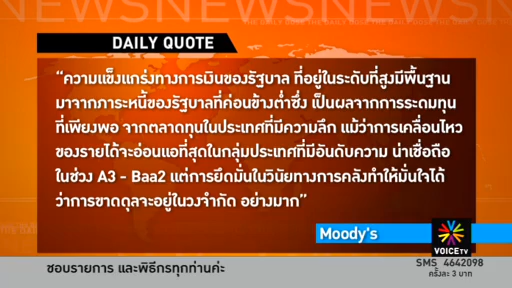 NEWSNEWSNEWSNEWS
DAILY QUOTE
“ความแข็งแกร่งทางการเงินของรัฐบาล ที่อยู่ในระดับที่สูงมีพื้นฐาน
มาจากภาระหนี้ของรัฐบาลที่ค่อนข้างต่ำซึ่ง เป็นผลจากการระดมทุน
ที่เพียงพอ จากตลาดทุนในประเทศที่มีความลึก แม้ว่าการเคลื่อนไหว
ของรายได้จะอ่อนแอที่สุดในกลุ่มประเทศที่มีอันดับความ น่าเชื่อถือ
ในช่วง A3 - Baa2 แต่การยึดมั่นในวินัยทางการคลังทำให้มั่นใจได้
ว่าการขาดดุลจะอยู่ในวงจำกัด อย่างมาก”
Moody's
VOICETV
ชอบรายการ และพิธีกรทุกท่านค่ะ
SMS 4642098
ครั้งละ 3 บาท